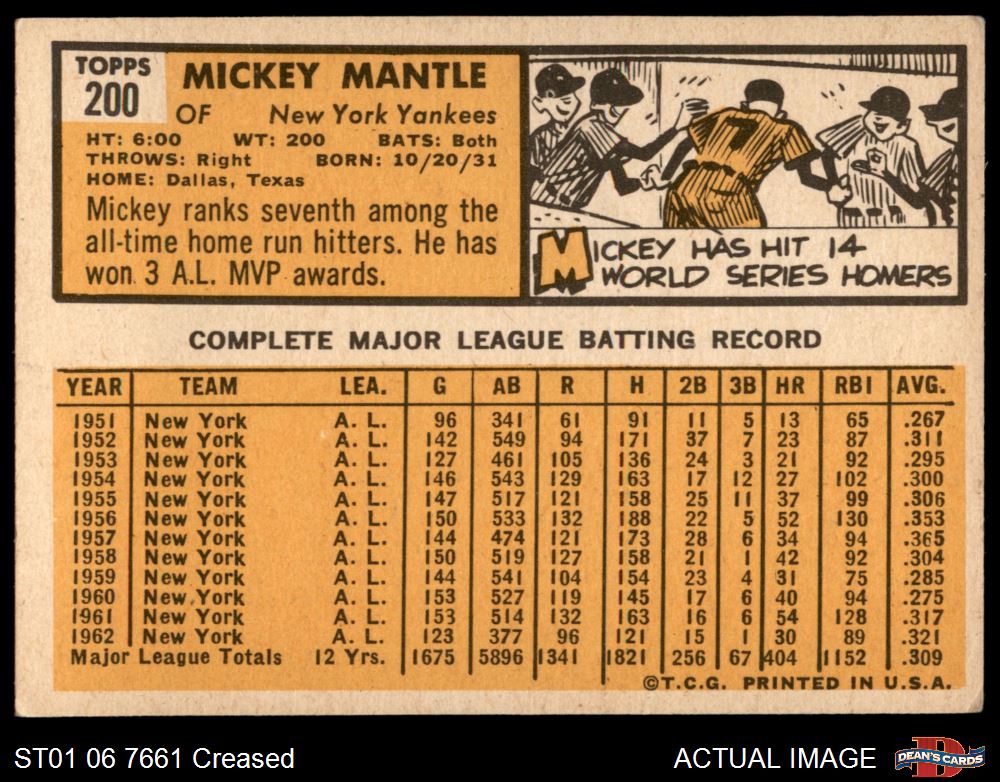 TOPPS
200
MICKEY MANTLE
OF New York Yankees
HT: 6:00 WT: 200 BATS: Both
THROWS: Right BORN: 10/20/31
HOME: Dallas, Texas
Mickey ranks seventh among the
all-time home run hitters. He has
won 3 A.L. MVP awards.
7
MICKEY HAS HIT 14
WORLD SERIES HOMERS
COMPLETE MAJOR LEAGUE BATTING RECORD
YEAR TEAM LEA. G AB R H 2B 3B HR RBI AVG.
1951 New York A. L. 96 341 61 91 11 5 13 65 .267
1952 New York A. L. 142 549 94 171 37 7 23 87 .311
1953 New York A. L. 127 461 105 136 24 3 21 92 .295
1954 New York A. L. 146 543 129 163 17 12 27 102 .300
1955 New York A. L. 147 517 121 158 25 11 37 99 .306
1956 New York A. L. 150 533 132 188 22 5 52 130 .353
1957 New York A. L. 144 474 121 173 28 6 34 94 .365
1958 New York A. L. 150 519 127 158 21 1 42 92 .304
1959 New York A. L. 144 541 104 154 23 4 31 75 .285
1960 New York A. L. 153 527 119 145 17 6 40 94 .275
1961 New York A. L. 153 514 132 163 16 6 54 128 .317
1962 New York A. L. 123 377 96 121 15 1 30 89 .321
Major League Totals 12 Yrs. 1675 5896 1341 1821 256 67 404 1152 .309
©T.C.G. PRINTED IN U.S.A.
ST01 06 7661 Creased
ACTUAL IMAGE
D
DEAN'S CARDS